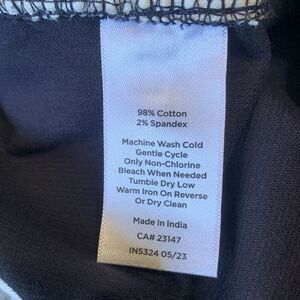 98% Cotton
2% Spandex
Machine Wash Cold
Gentle Cycle
Only Non-Chlorine
Bleach When Needed
Tumble Dry Low
Warm Iron On Reverse
Or Dry Clean
Made in India
CA# 23147
IN5324 05/23